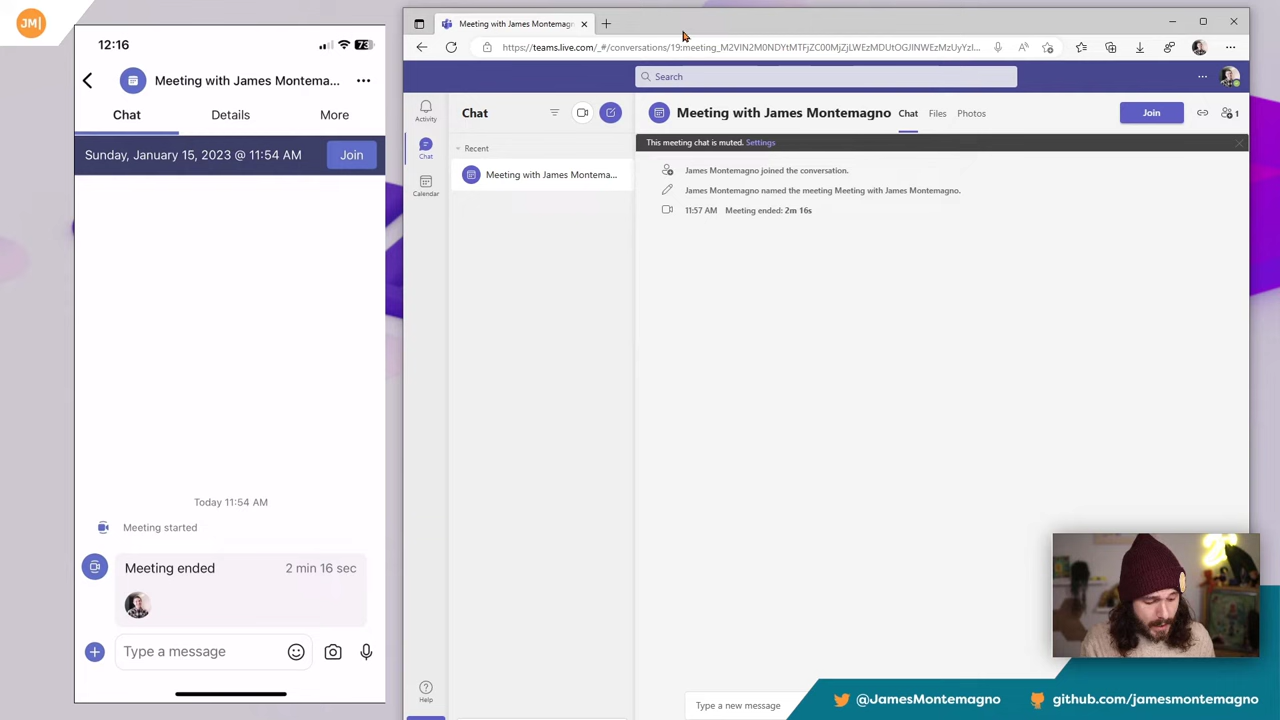 JM|
12:16
73
Meeting with James Montema...
Chat
Details
More
Sunday, January 15, 2023 @ 11:54 AM
Join
Today 11:54 AM
Meeting started
Meeting ended
2 min 16 sec
Type a message
Meeting with James Montemagn
https://teams.live.com/_#/conversations/19:meeting_M2VIN2M0NDYtMTFjZC00MjZjLWEzMDUtOGJlNWEzMzUyYzI...
Search
Activity
Chat
Calendar
Help
Chat
Recent
Meeting with James Montema...
Meeting with James Montemagno
Chat
Files
Photos
Join
1
This meeting chat is muted. Settings
James Montemagno joined the conversation.
James Montemagno named the meeting Meeting with James Montemagno.
11:57 AM Meeting ended: 2m 16s
Type a new message
@JamesMontemagno
github.com/jamesmontemagno